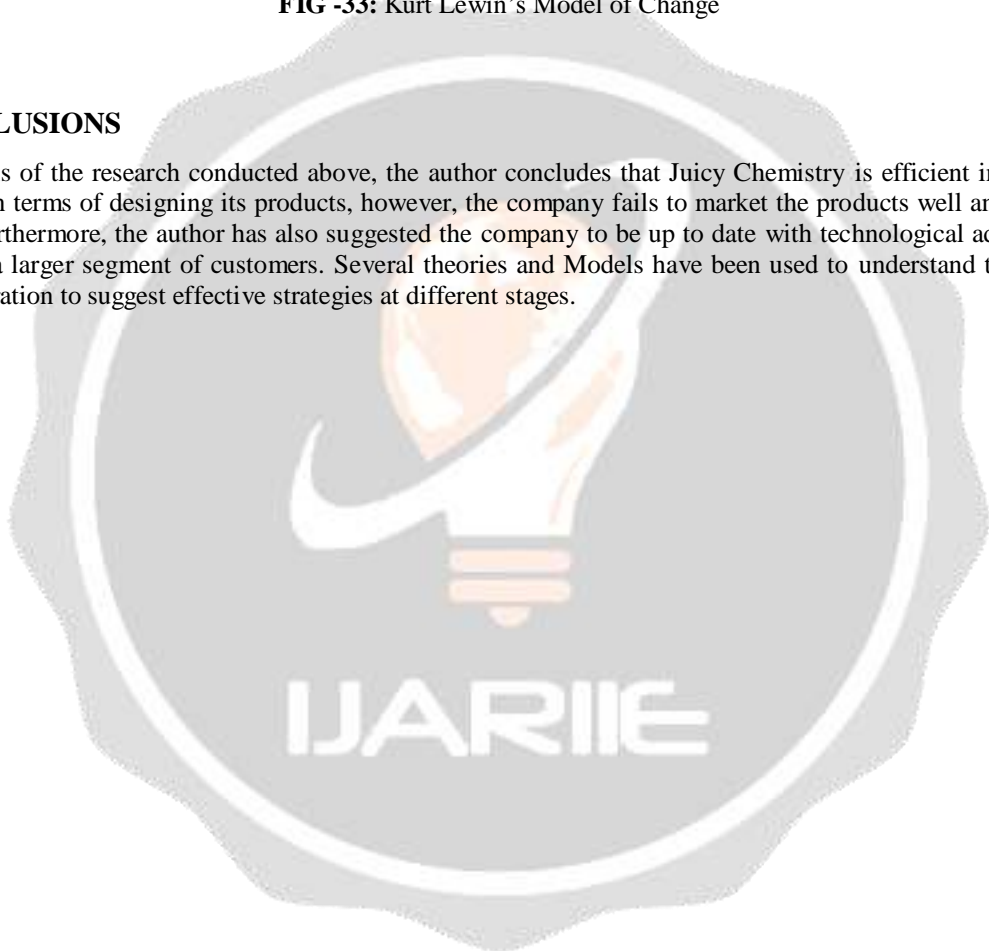 FIG -33: Kurt Lewin's Model of Change
LUSIONS
s of the research conducted above, the author concludes that Juicy Chemistry is efficient in
n terms of designing its products, however, the company fails to market the products well an
rthermore, the author has also suggested the company to be up to date with technological ad
a larger segment of customers. Several theories and Models have been used to understand t
ation to suggest effective strategies at different stages.
IJARIIE